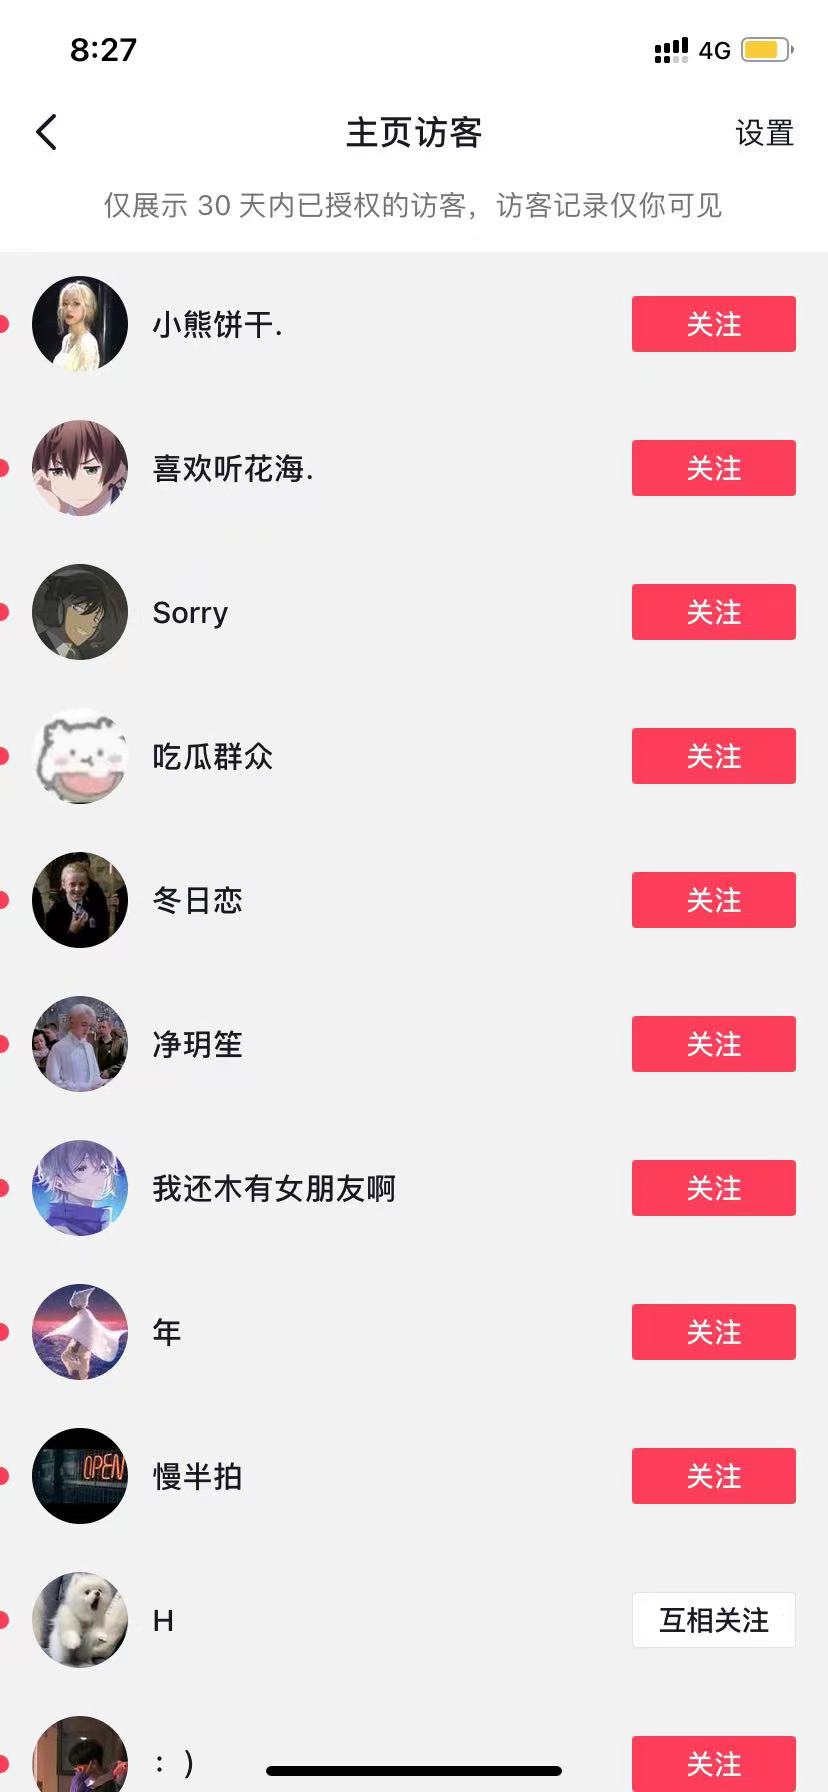 8:27
4G
主页访客
设置
仅展示 30 天内已授权的访客，访客记录仅你可见
小熊饼干.
关注
喜欢听花海.
关注
Sorry
关注
吃瓜群众
关注
冬日恋
关注
净玥笙
关注
我还木有女朋友啊
关注
年
关注
OPEN
慢半拍
关注
H
互相关注
：)
关注